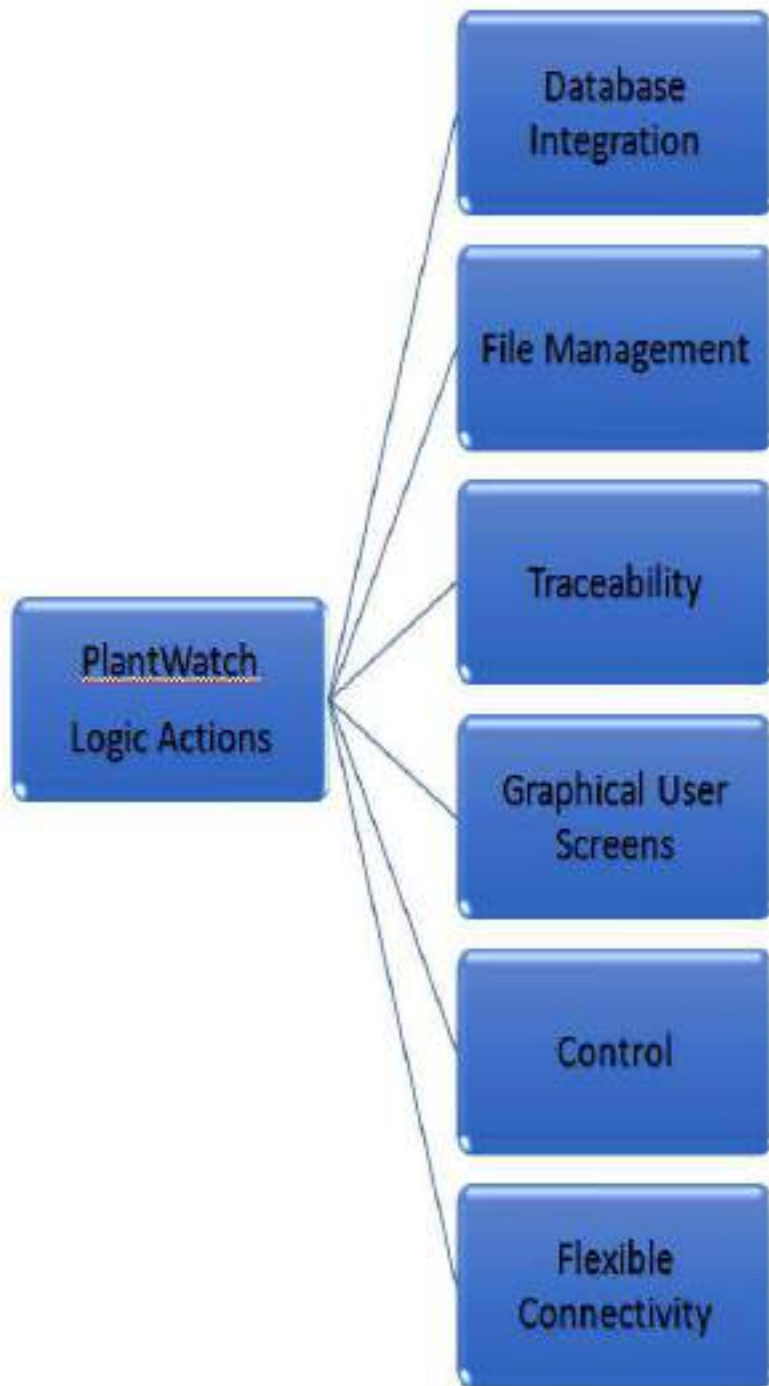 Database
Integration
File Management
Traceability
PlantWatch
Logic Actions
Graphical User
Screens
Control
Flexible
Connectivity